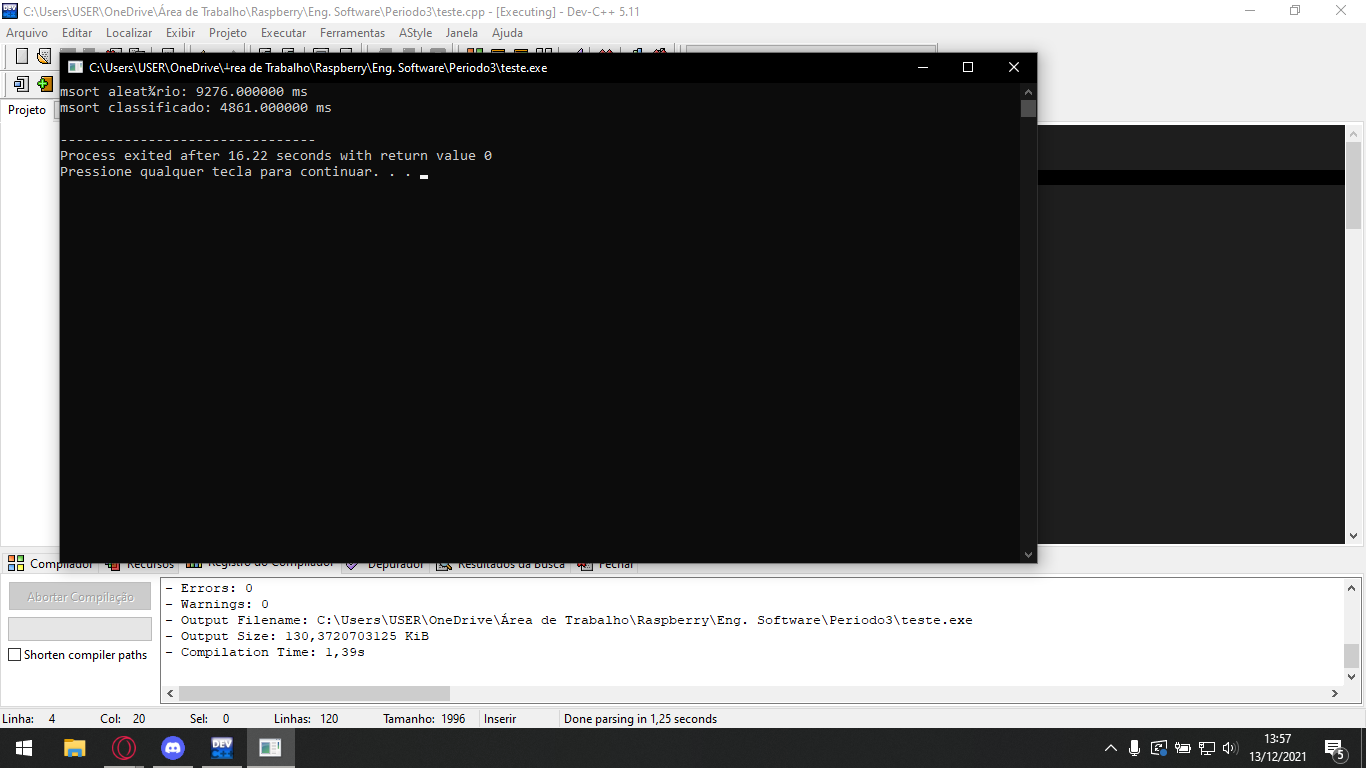 C:\Users\USER\OneDrive\Área de Trabalho\Raspberry\Eng. Software\Periodo3\teste.cpp - [Executing] - Dev-C++ 5.11
Arquivo Editar Localizar Exibir Projeto Executar Ferramentas AStyle Janela Ajuda
C:\Users\USER\OneDrive\┴rea de Trabalho\Raspberry\Eng. Software\Periodo3\teste.exe
Projeto
msort aleat¾rio: 9276.000000 ms
msort classificado: 4861.000000 ms
--------------------------------
Process exited after 16.22 seconds with return value 0
Pressione qualquer tecla para continuar. . .
Compilador Recursos Registro do Compilador Depurador Resultados da Busca Fechar
Abortar Compilação
Shorten compiler paths
- Errors: 0
- Warnings: 0
- Output Filename: C:\Users\USER\OneDrive\Área de Trabalho\Raspberry\Eng. Software\Periodo3\teste.exe
- Output Size: 130,3720703125 KiB
- Compilation Time: 1,39s
Linha: 4 Col: 20 Sel: 0 Linhas: 120 Tamanho: 1996 Inserir Done parsing in 1,25 seconds
DEV C++
13:57
13/12/2021
5